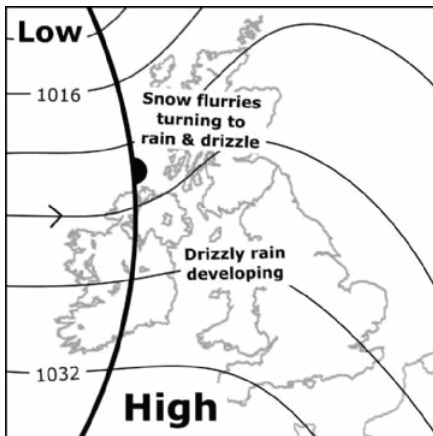 Low
1016
Snow flurries
turning to
rain & drizzle
Drizzly rain
developing
1032
High